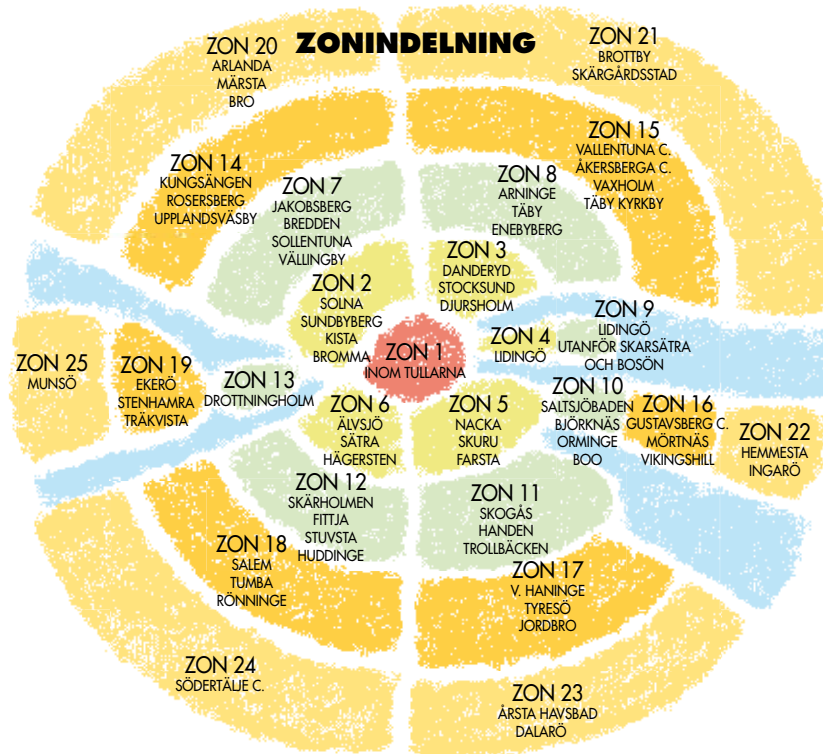 ZONINDELNING
ZON 20
ARLANDA
MÄRSTA
BRO
ZON 21
BROTTBY
SKÄRGÅRDSSTAD
ZON 14
KUNGSÄNGEN
ROSERSBERG
UPPLANDSVÄSBY
ZON 7
JAKOBSBERG
BREDDEN
SOLLENTUNA
VÄLLINGBY
ZON 8
ARNINGE
TÄBY
ENEBYBERG
ZON 15
VALLENTUNA C.
ÅKERSBERGA C.
VAXHOLM
TÄBY KYRKBY
ZON 2
SOLNA
SUNDBYBERG
KISTA
BROMMA
ZON 3
DANDERYD
STOCKSUND
DJURSHOLM
ZON 25
MUNSÖ
ZON 19
EKERÖ
STENHAMRA
TRÄKVISTA
ZON 13
DROTTNINGHOLM
ZON 1
INOM TULLARNA
ZON 4
LIDINGÖ
ZON 9
LIDINGÖ
UTANFÖR SKARSÄTRA
OCH BOSÖN
ZON 6
ÄLVSJÖ
SÄTRA
HÄGERSTEN
ZON 5
NACKA
SKURU
FARSTA
ZON 10
SALTSJÖBADEN
BJÖRKNÄS
ORMINGE
BOO
ZON 16
GUSTAVSBERG C.
MÖRTNÄS
VIKINGSHILL
ZON 22
HEMMESTA
INGARÖ
ZON 12
SKÄRHOLMEN
FITTJA
STUVSTA
HUDDINGE
ZON 11
SKOGÅS
HANDEN
TROLLBÄCKEN
ZON 18
SALEM
TUMBA
RÖNNINGE
ZON 17
V. HANINGE
TYRESÖ
JORDBRO
ZON 24
SÖDERTÄLJE C.
ZON 23
ÅRSTA HAVSBAD
DALARÖ